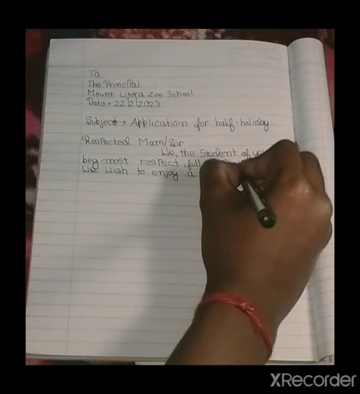 To
The Principal
Mount Litera Zee School
Date = 22/2/2023
Subject → Application for half-holiday
Respected Mam/Sir
We, the Student of
beg most respect full
We wish to enjoy a
XRecorder